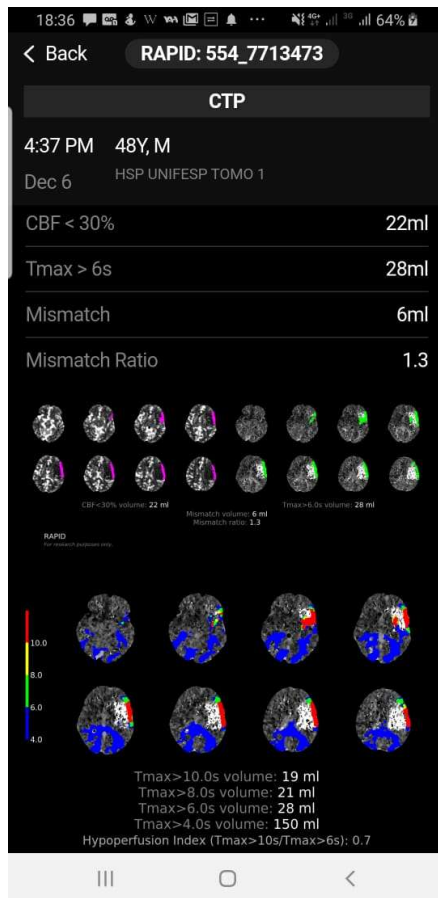 18:36 W 4G+ 3G 64%
Back RAPID: 554_7713473
CTP
4:37 PM 48Y, M
Dec 6 HSP UNIFESP TOMO 1
CBF < 30% 22ml
Tmax > 6s 28ml
Mismatch 6ml
Mismatch Ratio 1.3
CBF<30% volume: 22 ml Tmax>6.0s volume: 28 ml
Mismatch volume: 6 ml
Mismatch ratio: 1.3
RAPID
For research purposes only.
10.0
8.0
6.0
4.0
Tmax>10.0s volume: 19 ml
Tmax>8.0s volume: 21 ml
Tmax>6.0s volume: 28 ml
Tmax>4.0s volume: 150 ml
Hypoperfusion Index (Tmax>10s/Tmax>6s): 0.7